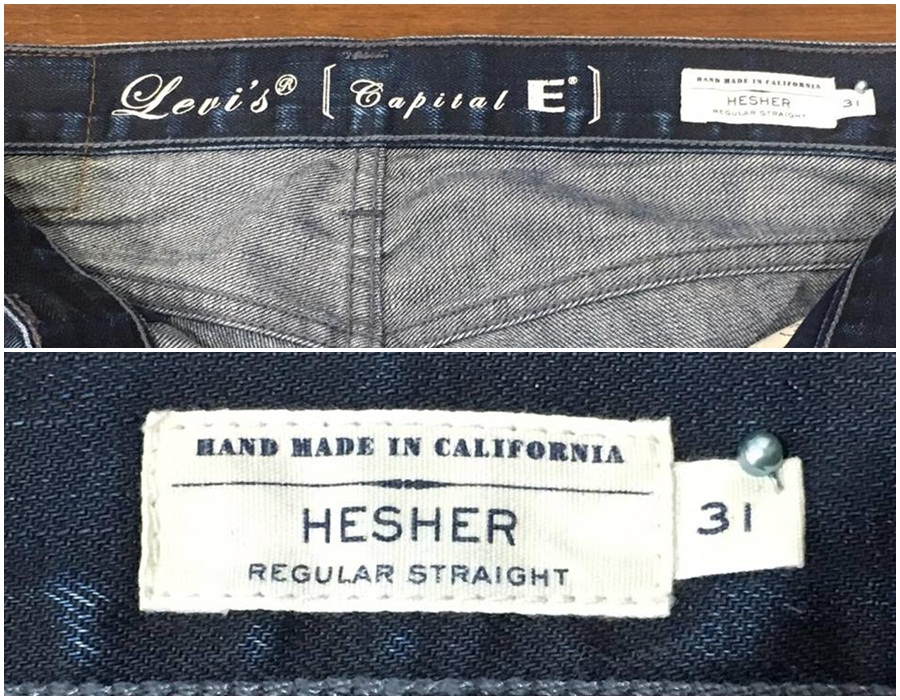 Levi's® [ Capital E® ]
HAND MADE IN CALIFORNIA
HESHER
REGULAR STRAIGHT
31
HAND MADE IN CALIFORNIA
HESHER
REGULAR STRAIGHT
31